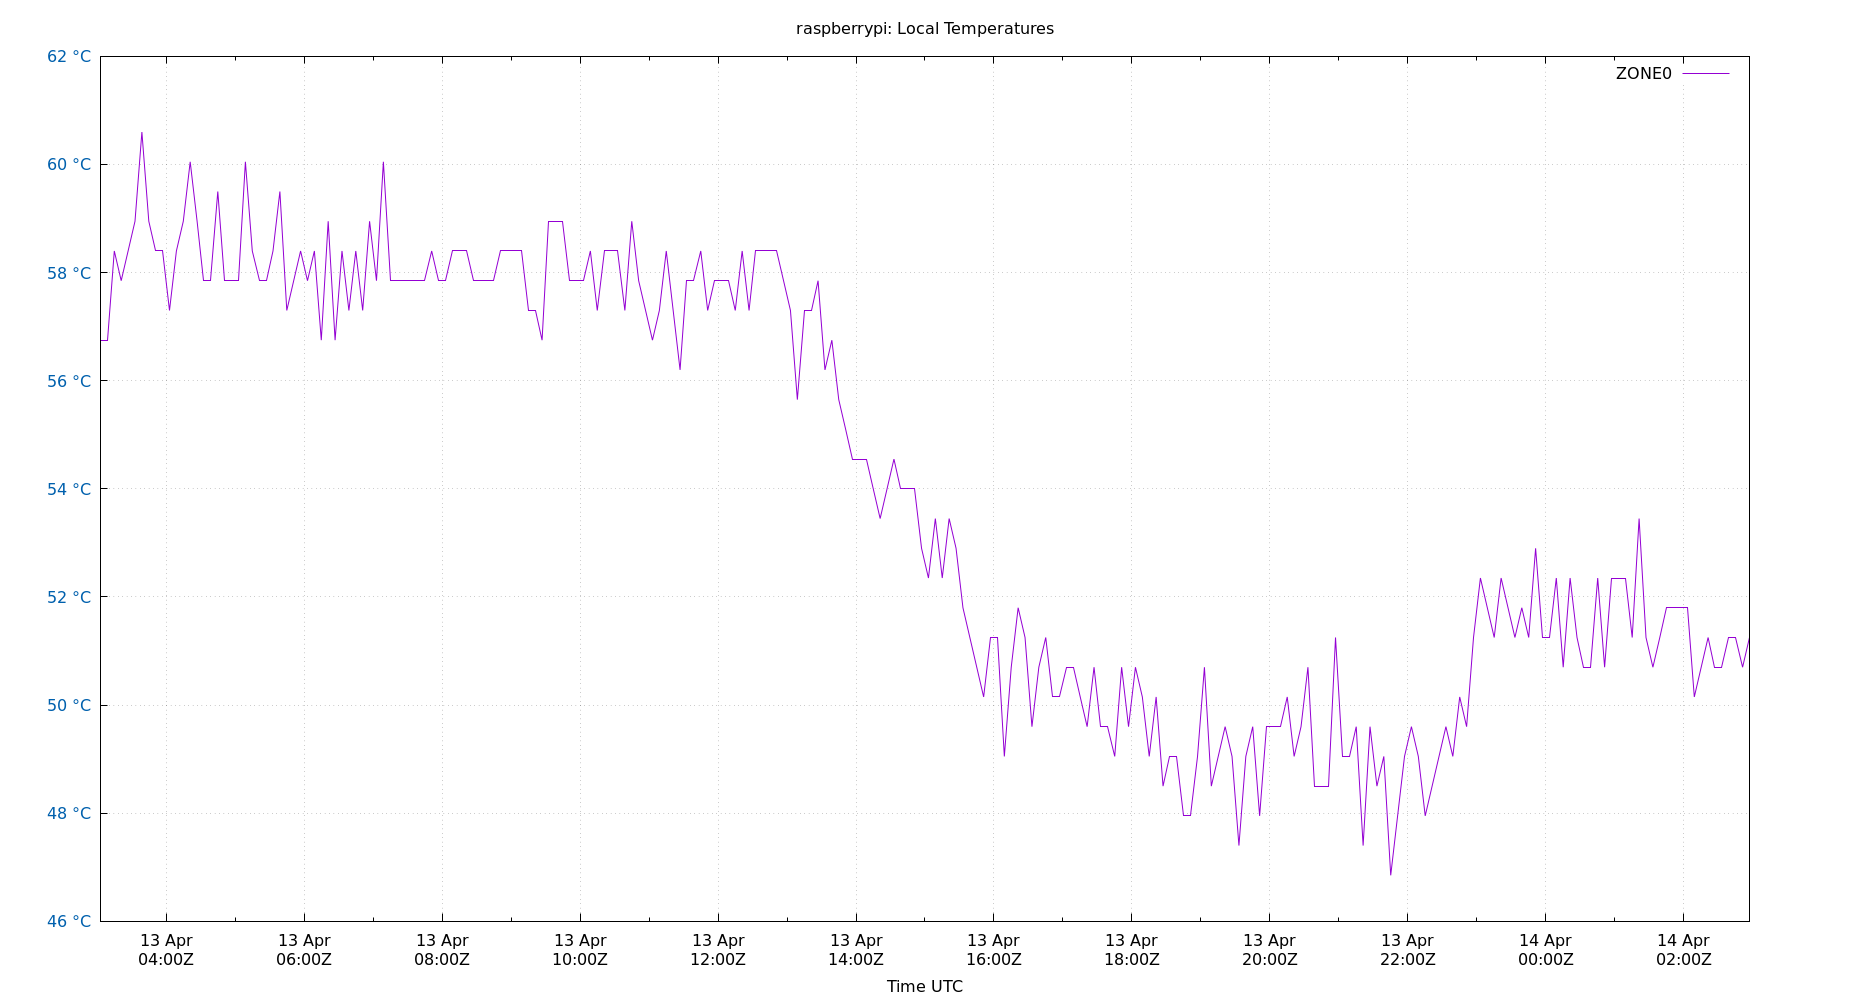 raspberrypi: Local Temperatures
ZONE0
62 °C
60 °C
58 °C
56 °C
54 °C
52 °C
50 °C
48 °C
46 °C
13 Apr 13 Apr 13 Apr 13 Apr 13 Apr 13 Apr 13 Apr 13 Apr 13 Apr 13 Apr 14 Apr 14 Apr
04:00Z 06:00Z 08:00Z 10:00Z 12:00Z 14:00Z 16:00Z 18:00Z 20:00Z 22:00Z 00:00Z 02:00Z
Time UTC